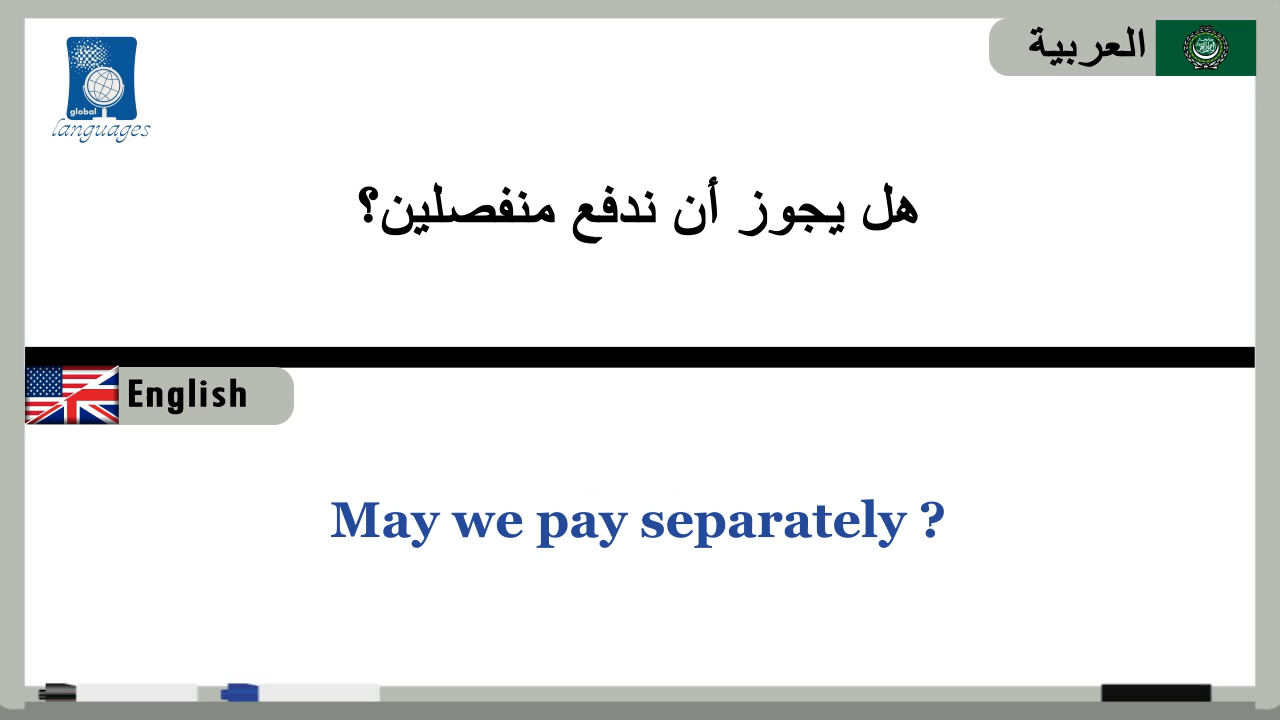 العربية
global
languages
هل يجوز أن ندفع منفصلين؟
English
May we pay separately ?